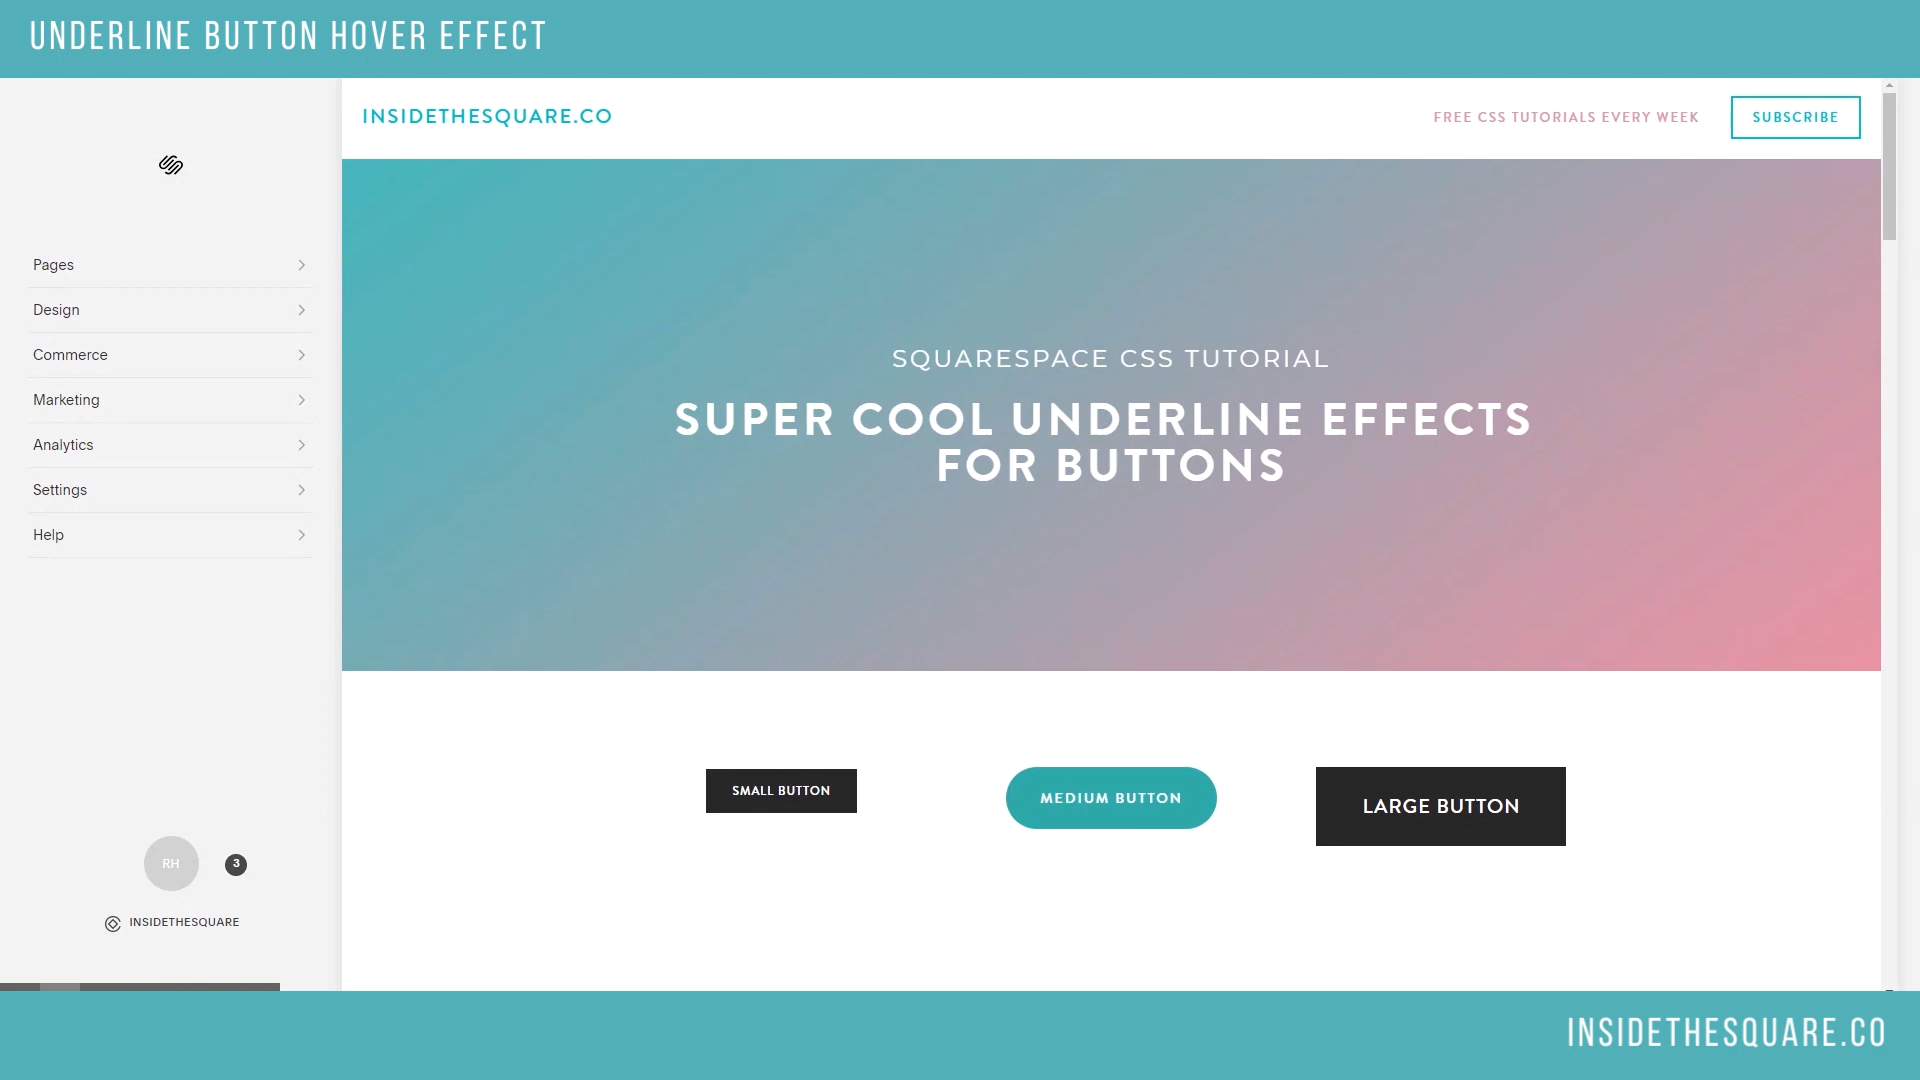 UNDERLINE BUTTON HOVER EFFECT
INSIDETHESQUARE.CO
FREE CSS TUTORIALS EVERY WEEK
SUBSCRIBE
Pages
Design
Commerce
Marketing
Analytics
Settings
Help
SQUARESPACE CSS TUTORIAL
SUPER COOL UNDERLINE EFFECTS
FOR BUTTONS
SMALL BUTTON
MEDIUM BUTTON
LARGE BUTTON
RH
3
INSIDETHESQUARE
INSIDETHESQUARE.CO